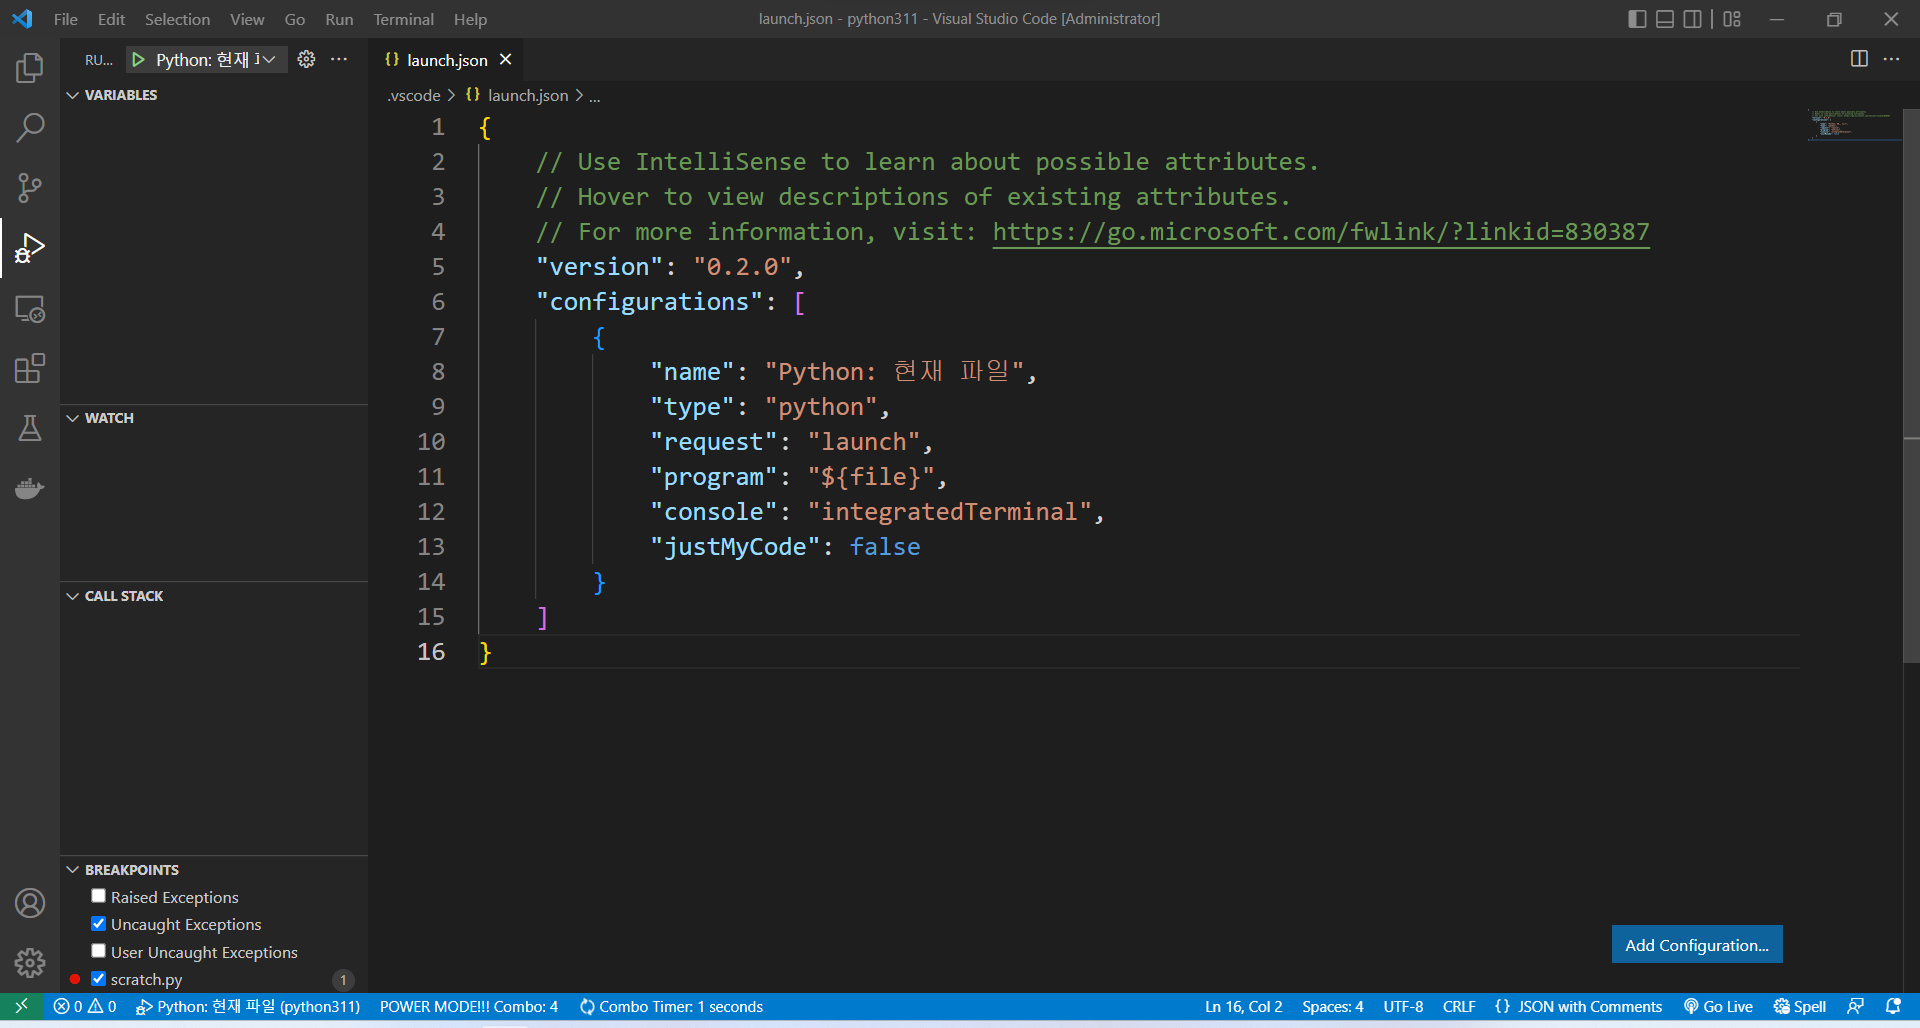 File Edit Selection View Go Run Terminal Help
launch.json - python311 - Visual Studio Code [Administrator]
RU... Python: 현재 
launch.json
.vscode > launch.json > ...
VARIABLES
WATCH
CALL STACK
BREAKPOINTS
Raised Exceptions
Uncaught Exceptions
User Uncaught Exceptions
scratch.py 1
1 {
2 // Use IntelliSense to learn about possible attributes.
3 // Hover to view descriptions of existing attributes.
4 // For more information, visit: https://go.microsoft.com/fwlink/?linkid=830387
5 "version": "0.2.0",
6 "configurations": [
7 {
8 "name": "Python: 현재 파일",
9 "type": "python",
10 "request": "launch",
11 "program": "${file}",
12 "console": "integratedTerminal",
13 "justMyCode": false
14 }
15 ]
16 }
Add Configuration...
0 0 Python: 현재 파일 (python311) POWER MODE!!! Combo: 4 Combo Timer: 1 seconds Ln 16, Col 2 Spaces: 4 UTF-8 CRLF {} JSON with Comments Go Live Spell